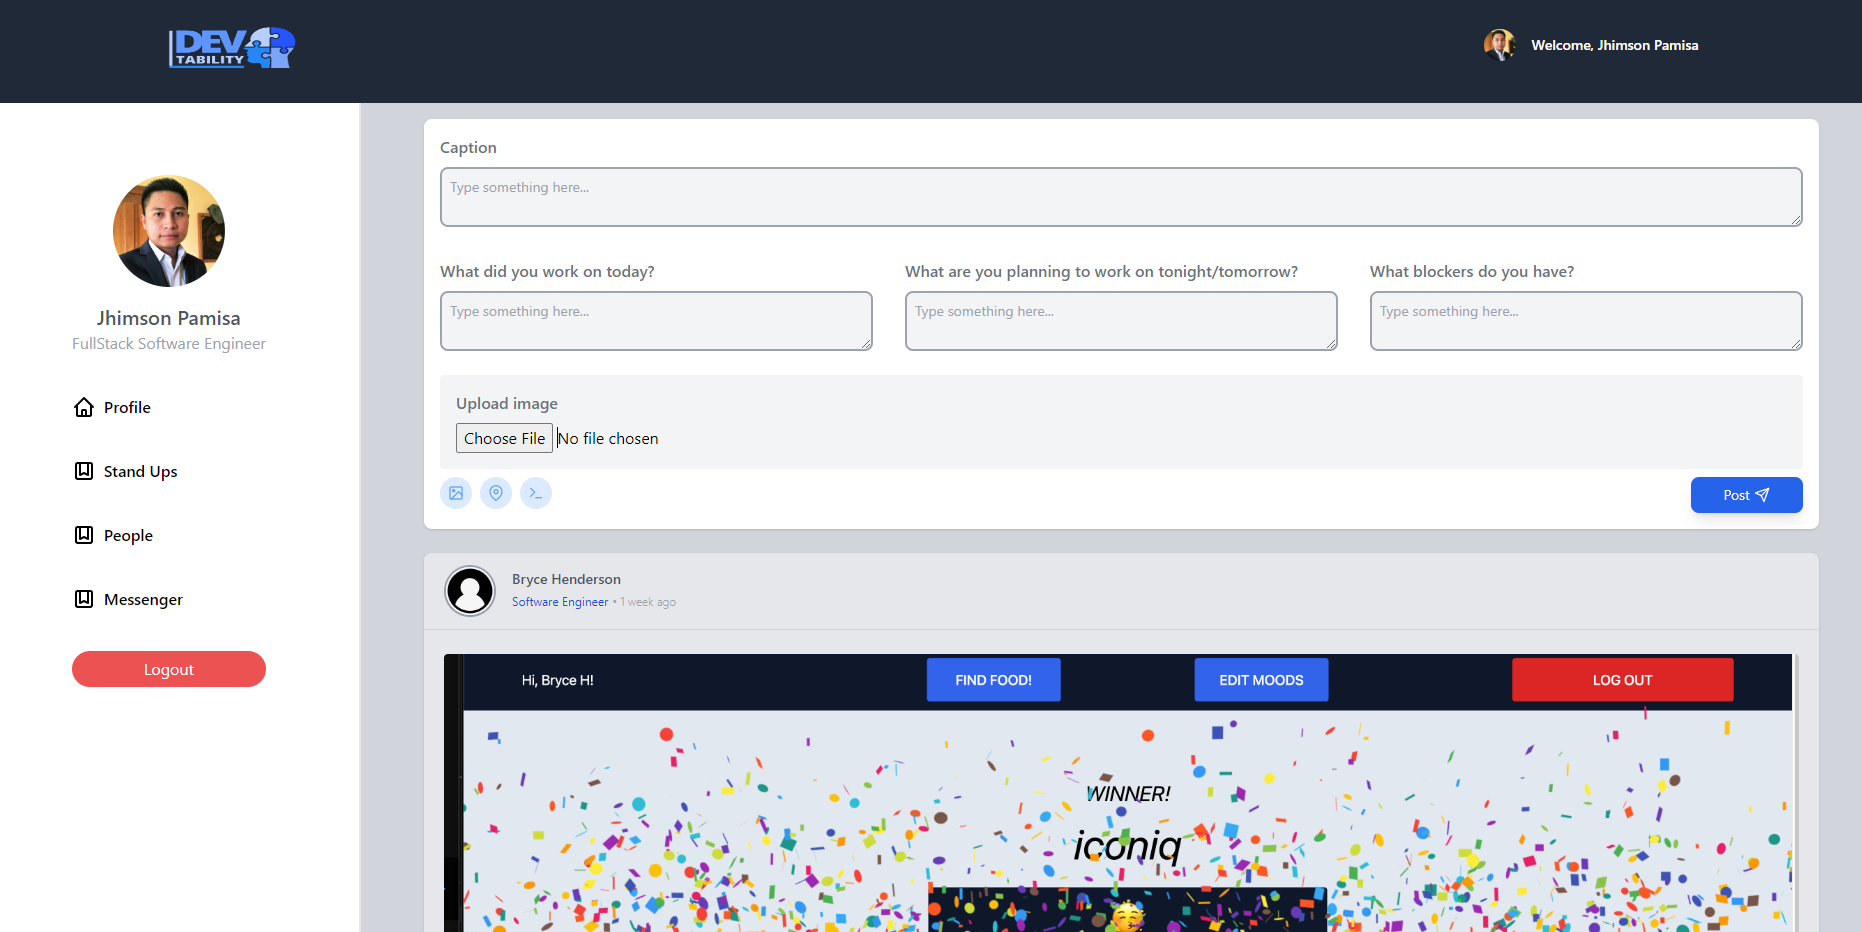 DEV
TABILITY
Welcome, Jhimson Pamisa
Jhimson Pamisa
FullStack Software Engineer
Profile
Stand Ups
People
Messenger
Logout
Caption
Type something here...
What did you work on today?
Type something here...
What are you planning to work on tonight/tomorrow?
Type something here...
What blockers do you have?
Type something here...
Upload image
Choose File No file chosen
Post
Bryce Henderson
Software Engineer • 1 week ago
Hi, Bryce H!
FIND FOOD!
EDIT MOODS
LOG OUT
WINNER!
iconiq